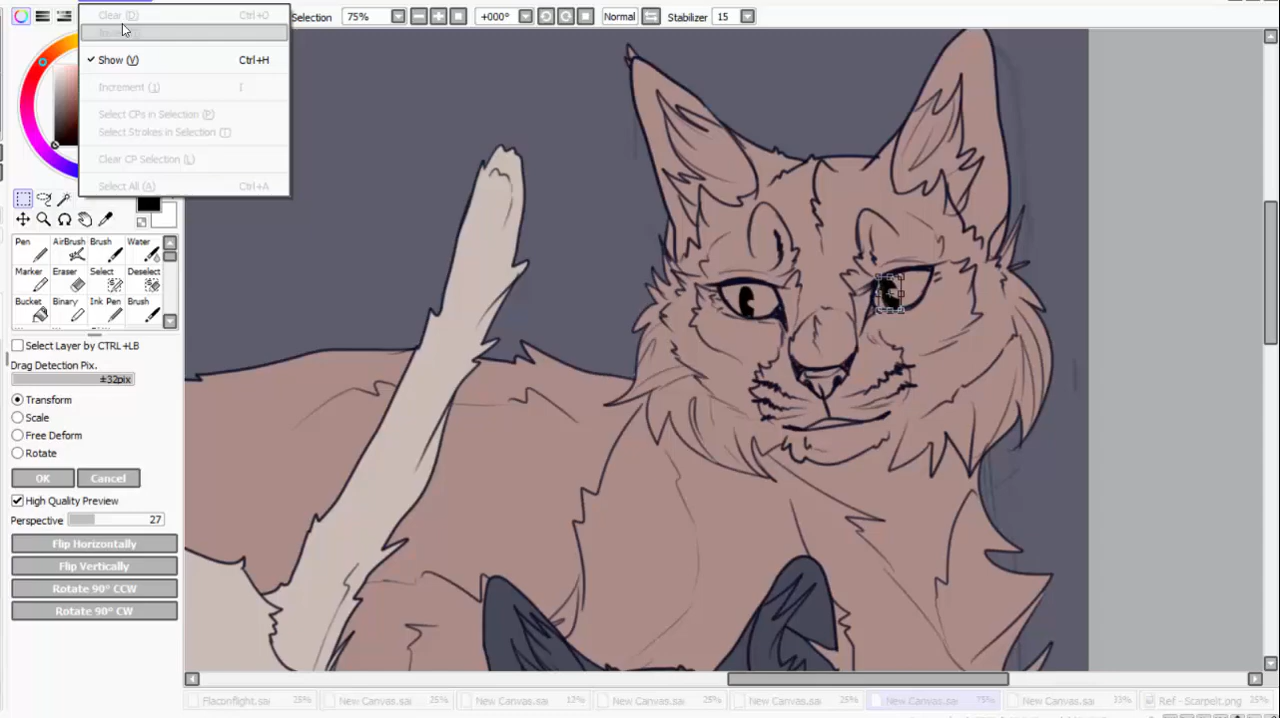 Selection 75% +000° Normal Stabilizer 15
Clear (D) Ctrl+D
Show (V) Ctrl+H
Increment (I) I
Select CPs in Selection (P)
Select Strokes in Selection (T)
Clear CP Selection (L)
Select All (A) Ctrl+A
Pen AirBrush Brush Water
Marker Eraser Select Deselect
Bucket Binary Ink Pen Brush
Select Layer by CTRL+LB
Drag Detection Pix.
±32pix
Transform
Scale
Free Deform
Rotate
OK Cancel
High Quality Preview
Perspective 27
Flip Horizontally
Flip Vertically
Rotate 90° CCW
Rotate 90° CW
Flaconflight.sai 25% New Canvas.sai 25% New Canvas.sai 12% New Canvas.sai 25% New Canvas.sai 25% New Canvas.sai 75% New Canvas.sai 33% Ref - Scarpelt.png 25%